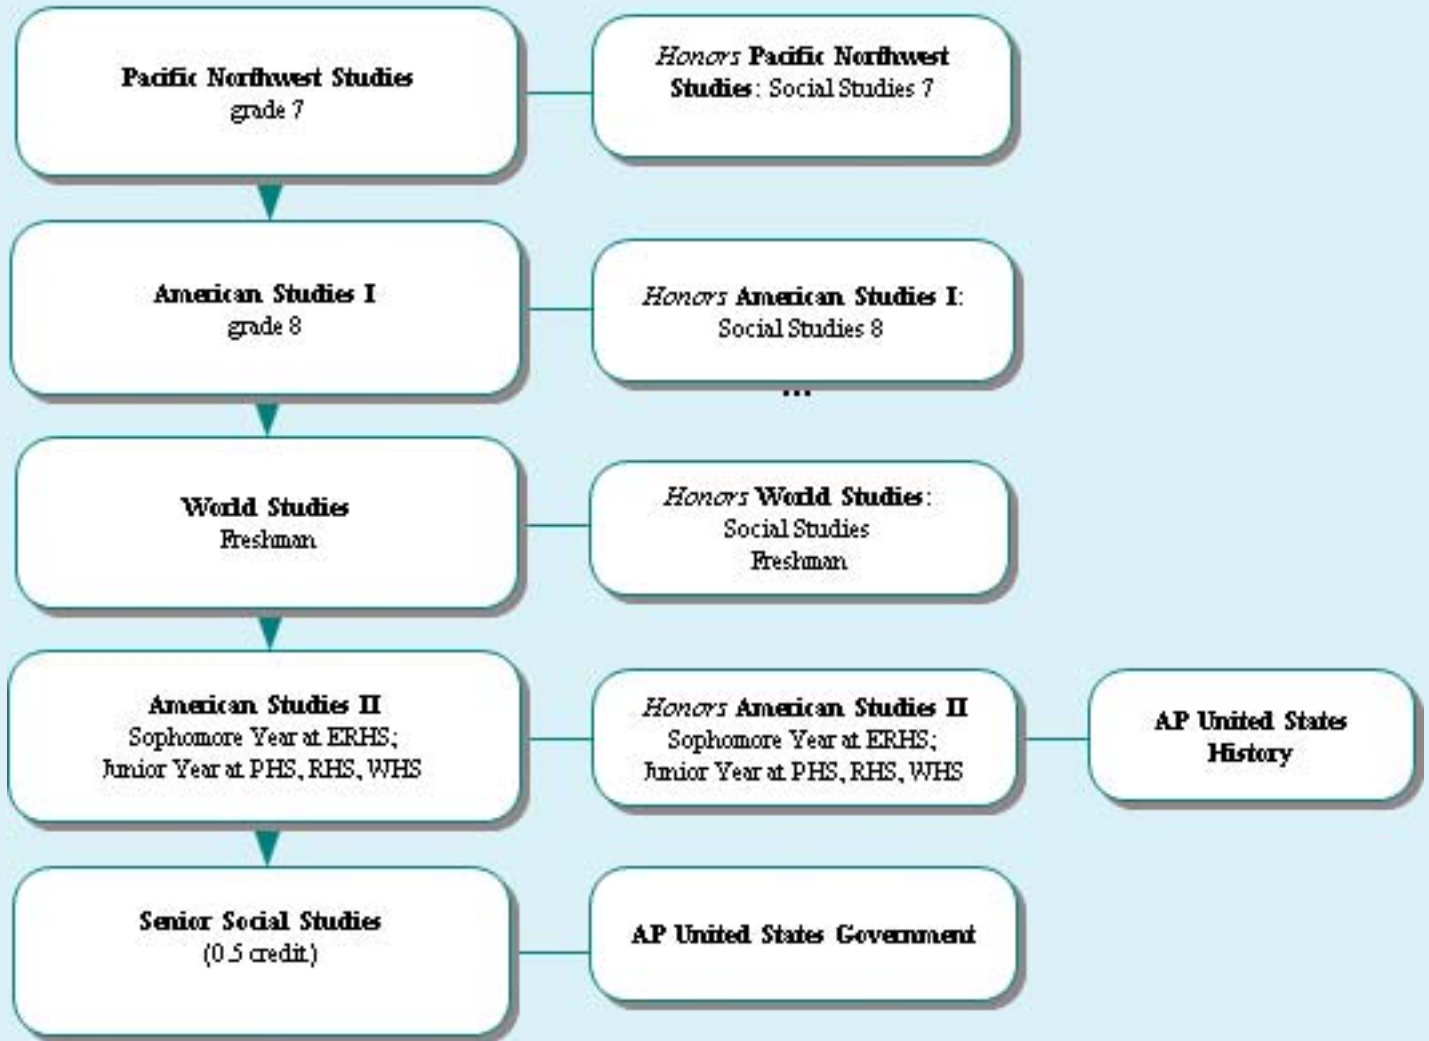 Pacific Northwest Studies
grade 7
Honors Pacific Northwest
Studies: Social Studies 7
American Studies I
grade 8
Honors American Studies I:
Social Studies 8
...
World Studies
Freshman
Honors World Studies:
Social Studies
Freshman
American Studies II
Sophomore Year at ERHS;
Junior Year at PHS, RHS, WHS
Honors American Studies II
Sophomore Year at ERHS;
Junior Year at PHS, RHS, WHS
AP United States
History
Senior Social Studies
(0.5 credit)
AP United States Government